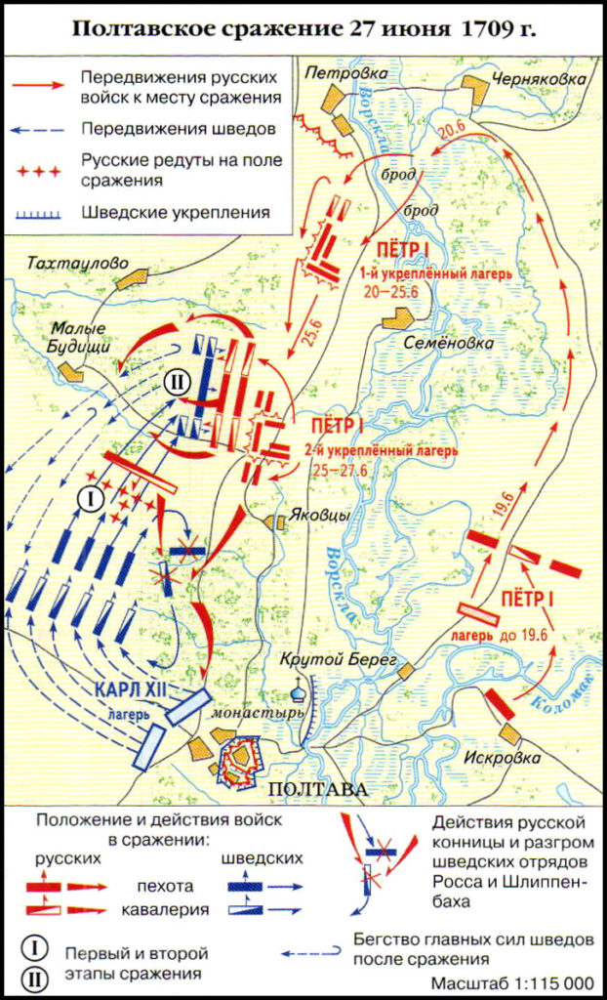 Полтавское сражение 27 июня 1709 г.
Передвижения русских
войск к месту сражения
Передвижения шведов
Русские редуты на поле
сражения
Шведские укрепления
Петровка
Черняковка
Ворскла
20.6
брод
брод
ПЁТР I
1-й укреплённый лагерь
20–25.6
Тахтаулово
25.6
Малые
Будищи
Семёновка
II
ПЁТР I
2-й укреплённый лагерь
25–27.6
I
19.6
Яковцы
Ворскла
ПЁТР I
лагерь до 19.6
Крутой Берег
КАРЛ XII
лагерь
монастырь
Коломак
Искровка
ПОЛТАВА
Положение и действия войск
в сражении:
русских
шведских
пехота
кавалерия
Действия русской
конницы и разгром
шведских отрядов
Росса и Шлиппен-
баха
I
II
Первый и второй
этапы сражения
Бегство главных сил шведов
после сражения
Масштаб 1:115 000